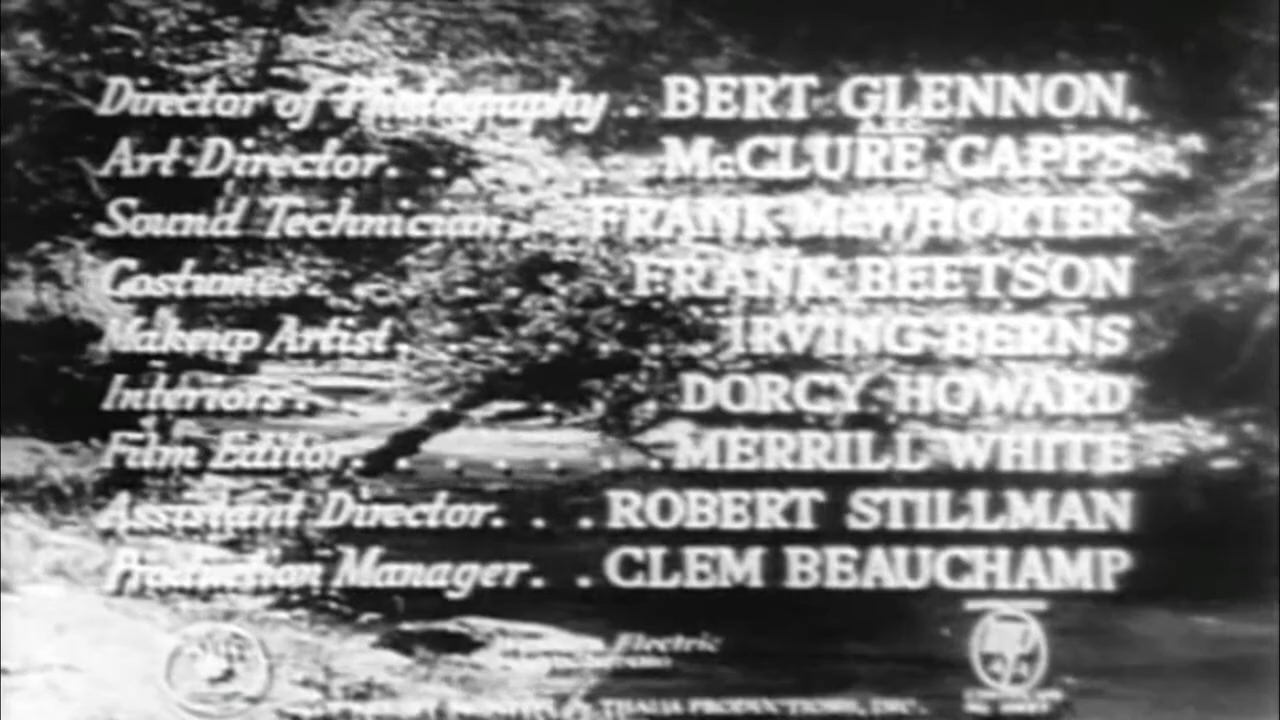 Director of Photography . BERT GLENNON,
Art Director. . . . . McCLURE CAPPS
Sound Technician . . FRANK McWHORTER
Costumes . . . . . . FRANK BEETSON
Makeup Artist . . . . . . IRVING BERNS
Interiors . . . . . . DORCY HOWARD
Film Editor. . . . . . . MERRILL WHITE
Assistant Director. . . ROBERT STILLMAN
Production Manager. . . CLEM BEAUCHAMP
Electric
THALIA PRODUCTIONS, INC.